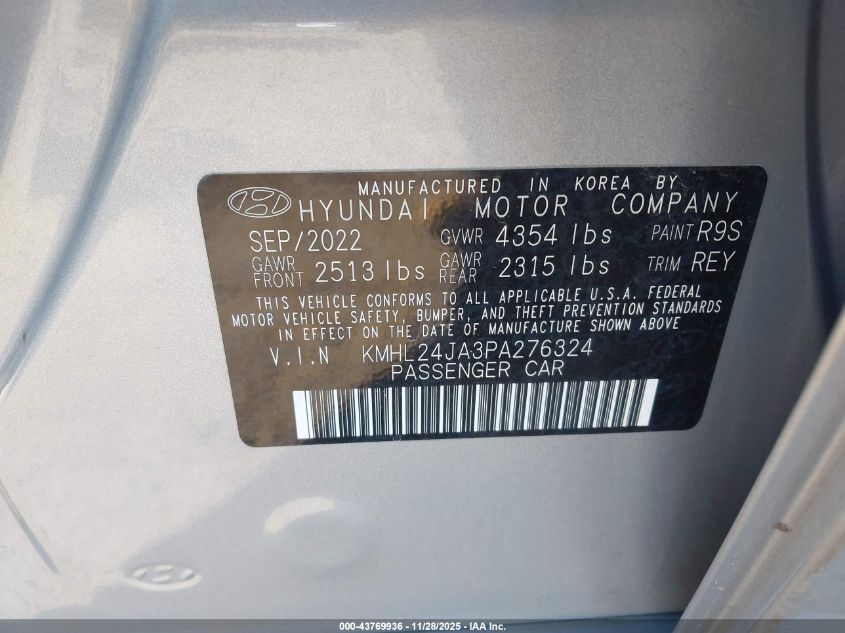 MANUFACTURED IN KOREA BY
HYUNDAI MOTOR COMPANY
SEP/2022 GVWR 4354 lbs PAINT R9S
GAWR FRONT 2513 lbs GAWR REAR 2315 lbs TRIM REY
THIS VEHICLE CONFORMS TO ALL APPLICABLE U.S.A. FEDERAL
MOTOR VEHICLE SAFETY, BUMPER, AND THEFT PREVENTION STANDARDS
IN EFFECT ON THE DATE OF MANUFACTURE SHOWN ABOVE
V.I.N KMHL24JA3PA276324
PASSENGER CAR
000-43769936 - 11/28/2025 - IAA Inc.